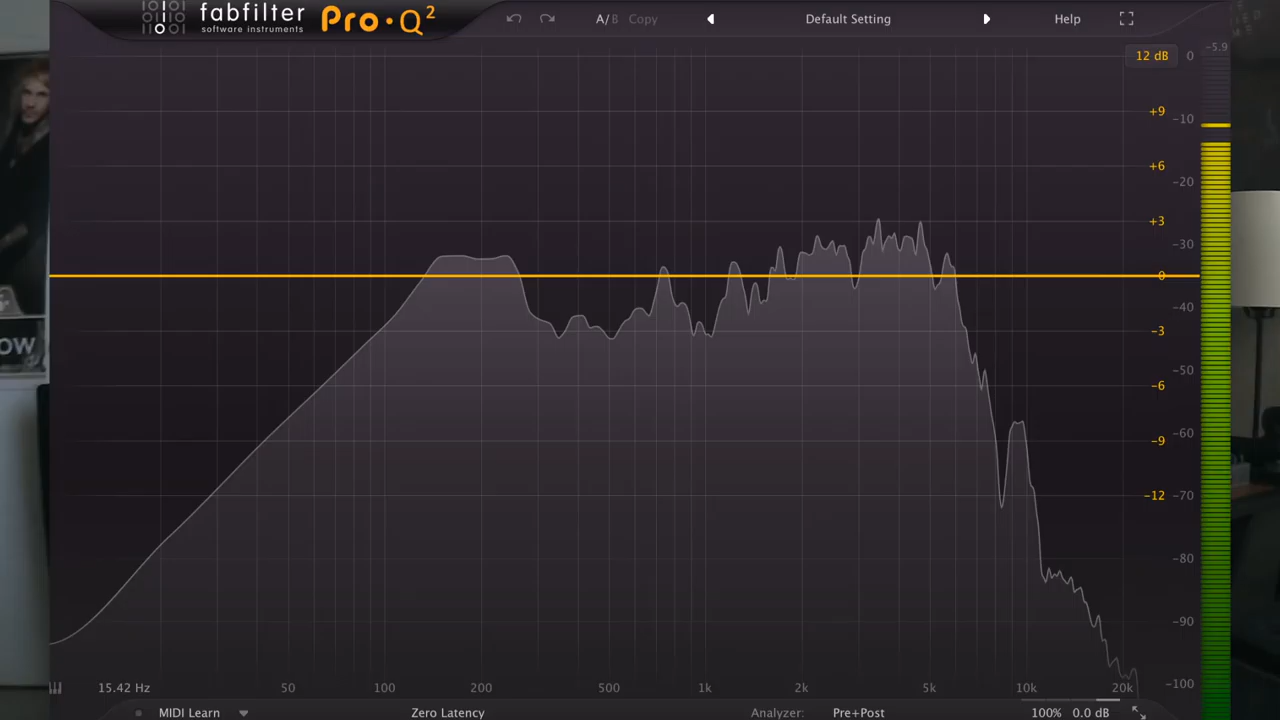 fabfilter
software instruments
Pro·Q²
A/B Copy
Default Setting
Help
12 dB 0 -5.9
+9 -10
+6 -20
+3 -30
0 -40
-3 -50
-6 -60
-9 -70
-12 -80
-90
-100
OW
15.42 Hz 50 100 200 500 1k 2k 5k 10k 20k
MIDI Learn Zero Latency Analyzer: Pre+Post 100% 0.0 dB